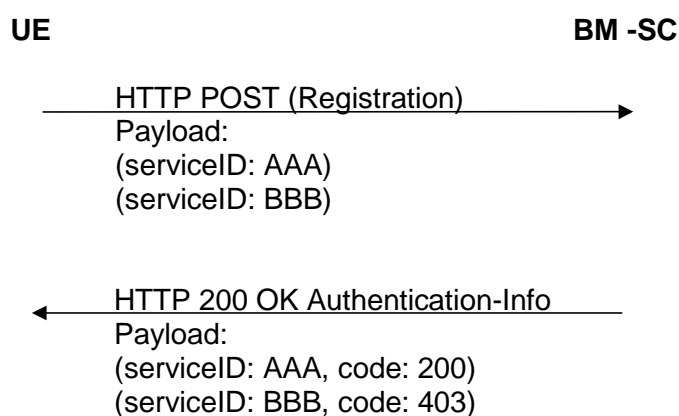 UE BM -SC
HTTP POST (Registration)
Payload:
(serviceID: AAA)
(serviceID: BBB)
HTTP 200 OK Authentication-Info
Payload:
(serviceID: AAA, code: 200)
(serviceID: BBB, code: 403)